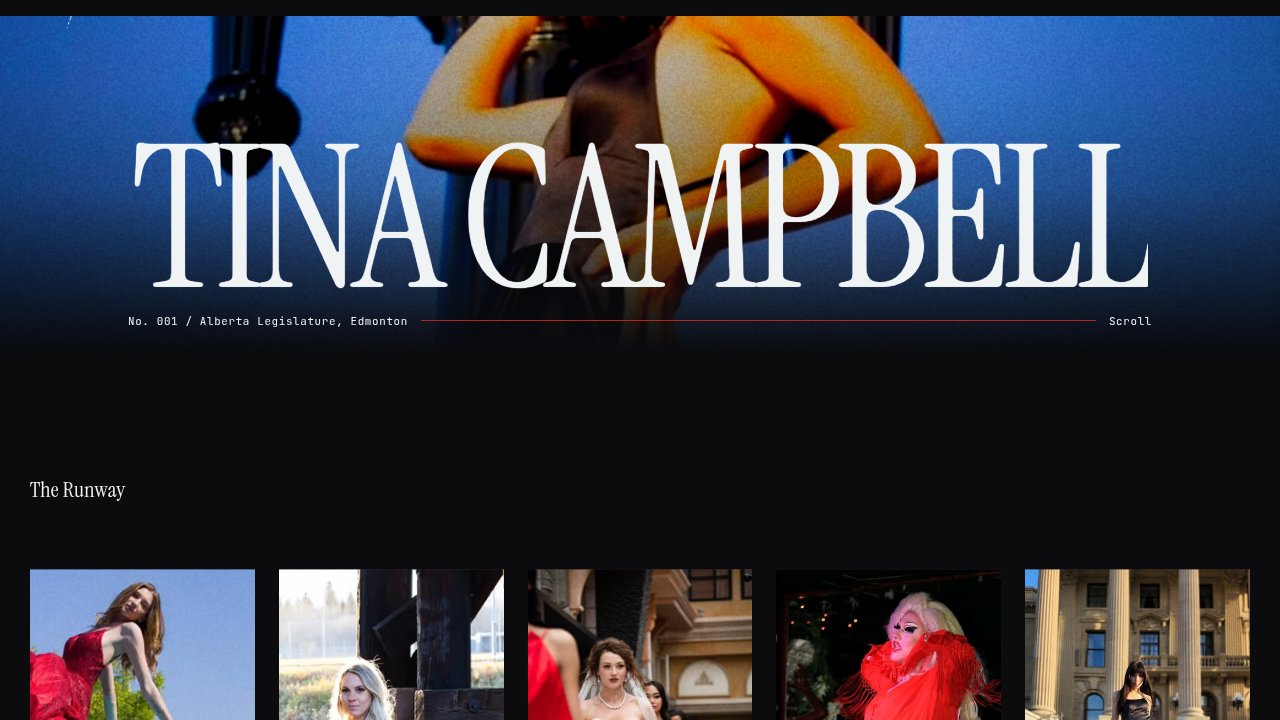 TINA CAMPBELL
No. 001 / Alberta Legislature, Edmonton
Scroll
The Runway